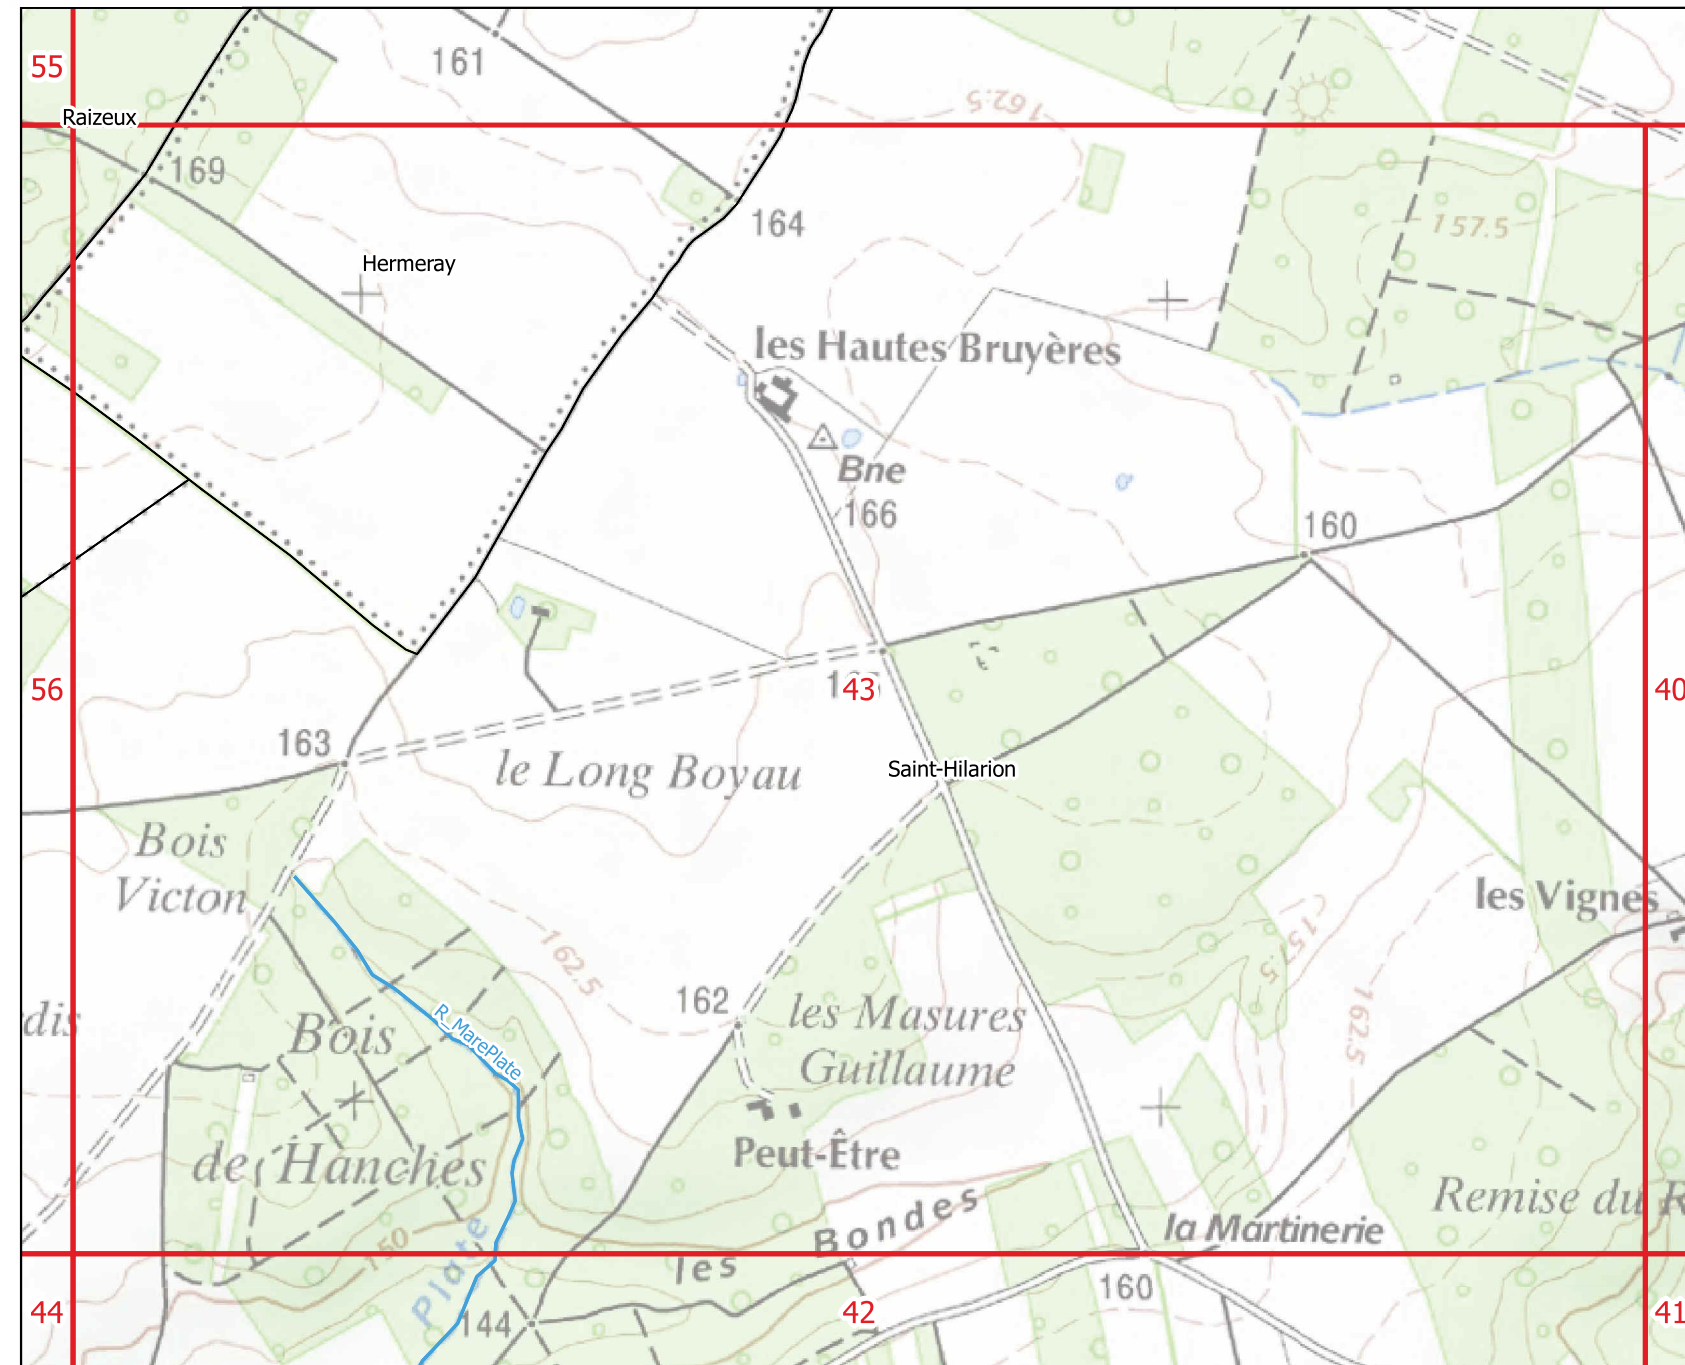 161
55
162.5
Raizeux
169
164
157.5
Hermeray
les Hautes Bruyères
Bne
166
160
56
43
40
163
le Long Boyau
Saint-Hilarion
Bois
Victon
les Vignes
162.5
157.5
162
les Masures
Guillaume
162.5
dis
Bois
R_MarePlate
Peut-Être
des Hanches
Remise du R
les Bondes
la Martinerie
150
Plate
160
44
144
42
41